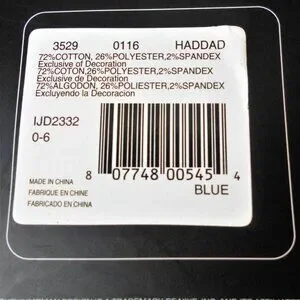 3529 0116 HADDAD
72%COTTON, 26%POLYESTER,2%SPANDEX
Exclusive of Decoration
72%COTON,26%POLYESTER,2%SPANDEX
Exclusive de Decoration
72%ALGODON, 26%POLIESTER,2%SPANDEX
Excluyendo la Decoracion
IJD2332
0-6
8 07748 00545 4
MADE IN CHINA
FABRIQUE EN CHINE
FABRICADO EN CHINA
BLUE